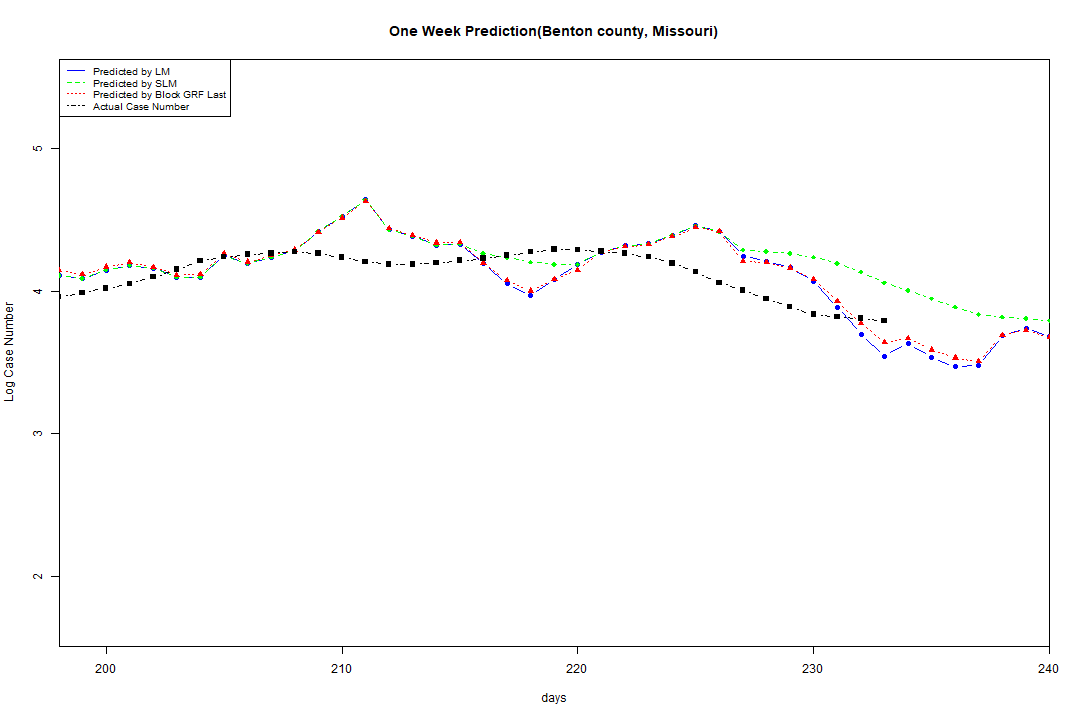 One Week Prediction(Benton county, Missouri)
Predicted by LM
Predicted by SLM
Predicted by Block GRF Last
Actual Case Number
5
4
3
2
Log Case Number
200 210 220 230 240
days